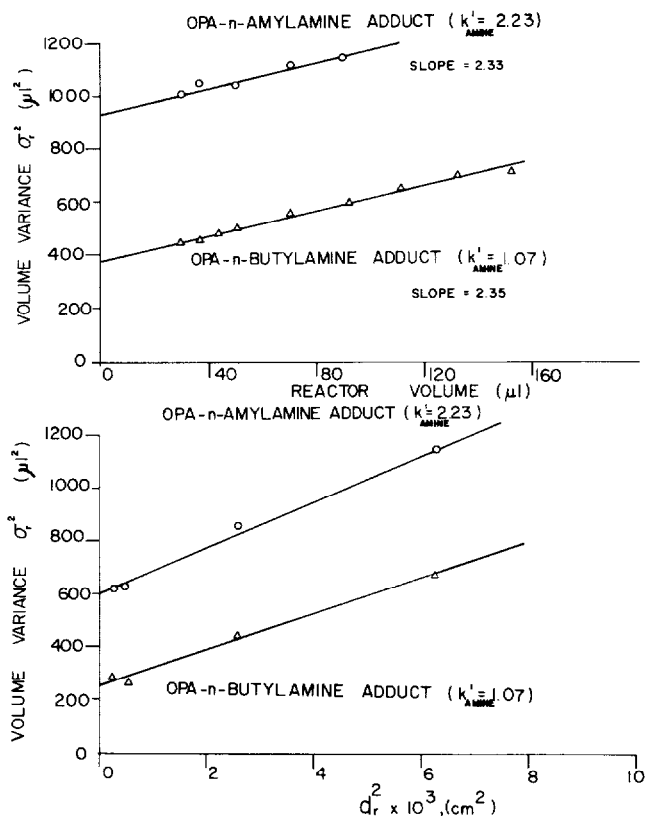 OPA-n-AMYLAMINE ADDUCT (k'AMINE = 2.23)
SLOPE = 2.33
OPA-n-BUTYLAMINE ADDUCT (k'AMINE = 1.07)
SLOPE = 2.35
VOLUME VARIANCE σr² (μl²)
1200
1000
800
600
400
200
0
0 40 80 120 160
REACTOR VOLUME (μl)
OPA-n-AMYLAMINE ADDUCT (k'AMINE = 2.23)
OPA-n-BUTYLAMINE ADDUCT (k'AMINE = 1.07)
VOLUME VARIANCE σr² (μl²)
1200
1000
800
600
400
200
0
0 2 4 6 8 10
dr² x 10³, (cm²)